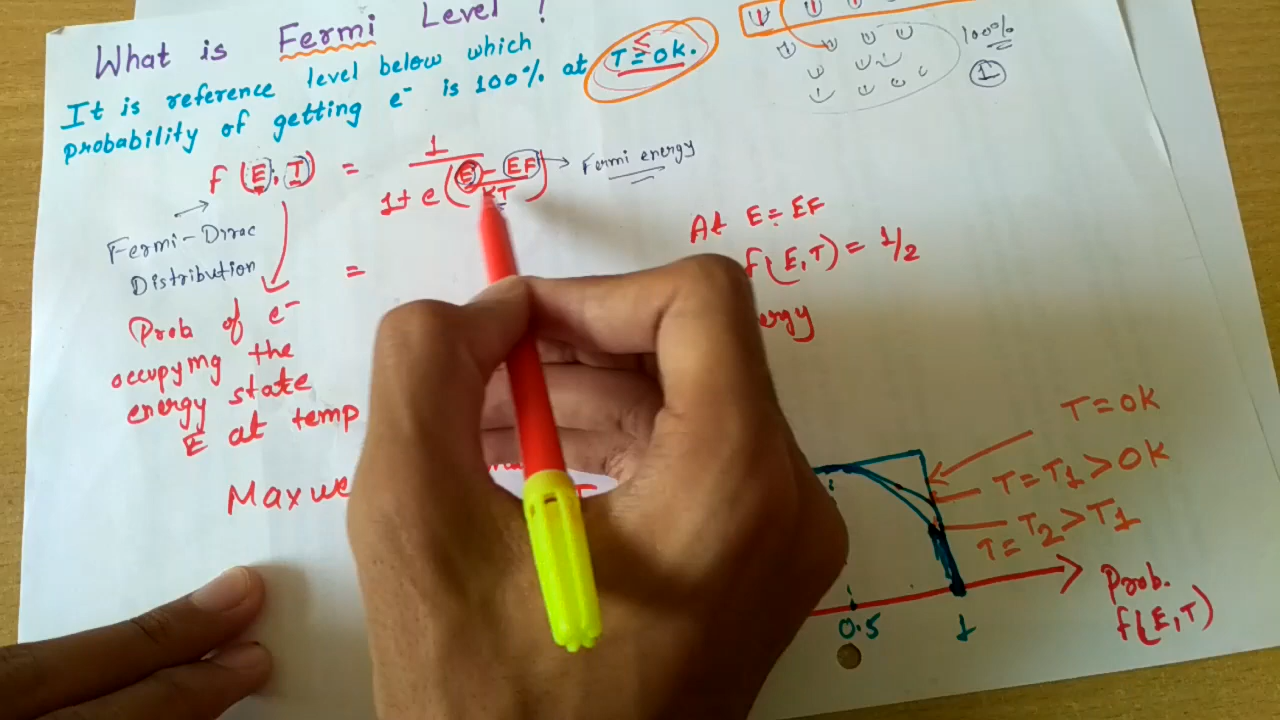 What is Fermi Level?
It is reference level below which
probability of getting e⁻ is 100% at T ≤ 0K.
100%
1
f(E, T) = 1 / 1 + e^((E - EF) / KT)
Fermi energy
Fermi-Dirac
Distribution
=
Prob of e⁻
occupying the
energy state
E at temp
At E = EF
f(E, T) = 1/2
T = 0K
T = T1 > 0K
T = T2 > T1
0.5
1
Prob.
f(E, T)